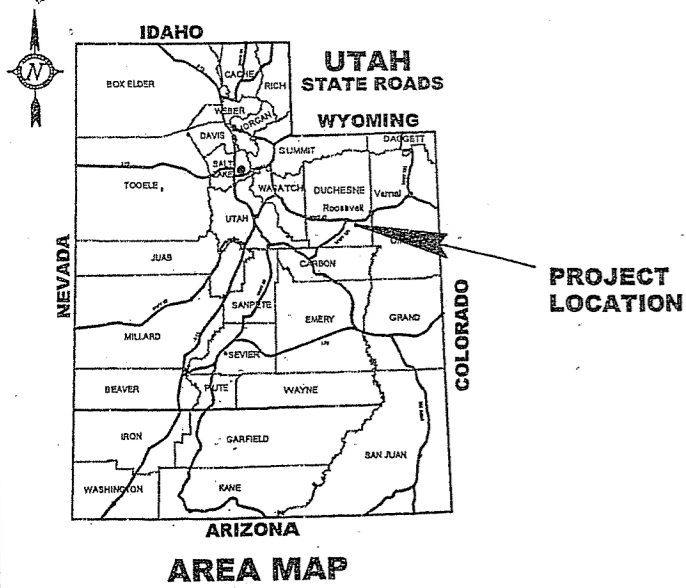 N
IDAHO
UTAH
STATE ROADS
BOX ELDER
CACHE
RICH
WEBER
MORGAN
WYOMING
DAVIS
SUMMIT
DAGGETT
SALT
LAKE
TOOELE
WASATCH
DUCHESNE
Vernal
Roosevelt
UTAH
JUAB
CARBON
NEVADA
PROJECT
LOCATION
SANPETE
EMERY
GRAND
COLORADO
MILLARD
SEVIER
BEAVER
PIUTE
WAYNE
IRON
GARFIELD
SAN JUAN
WASHINGTON
KANE
ARIZONA
AREA MAP